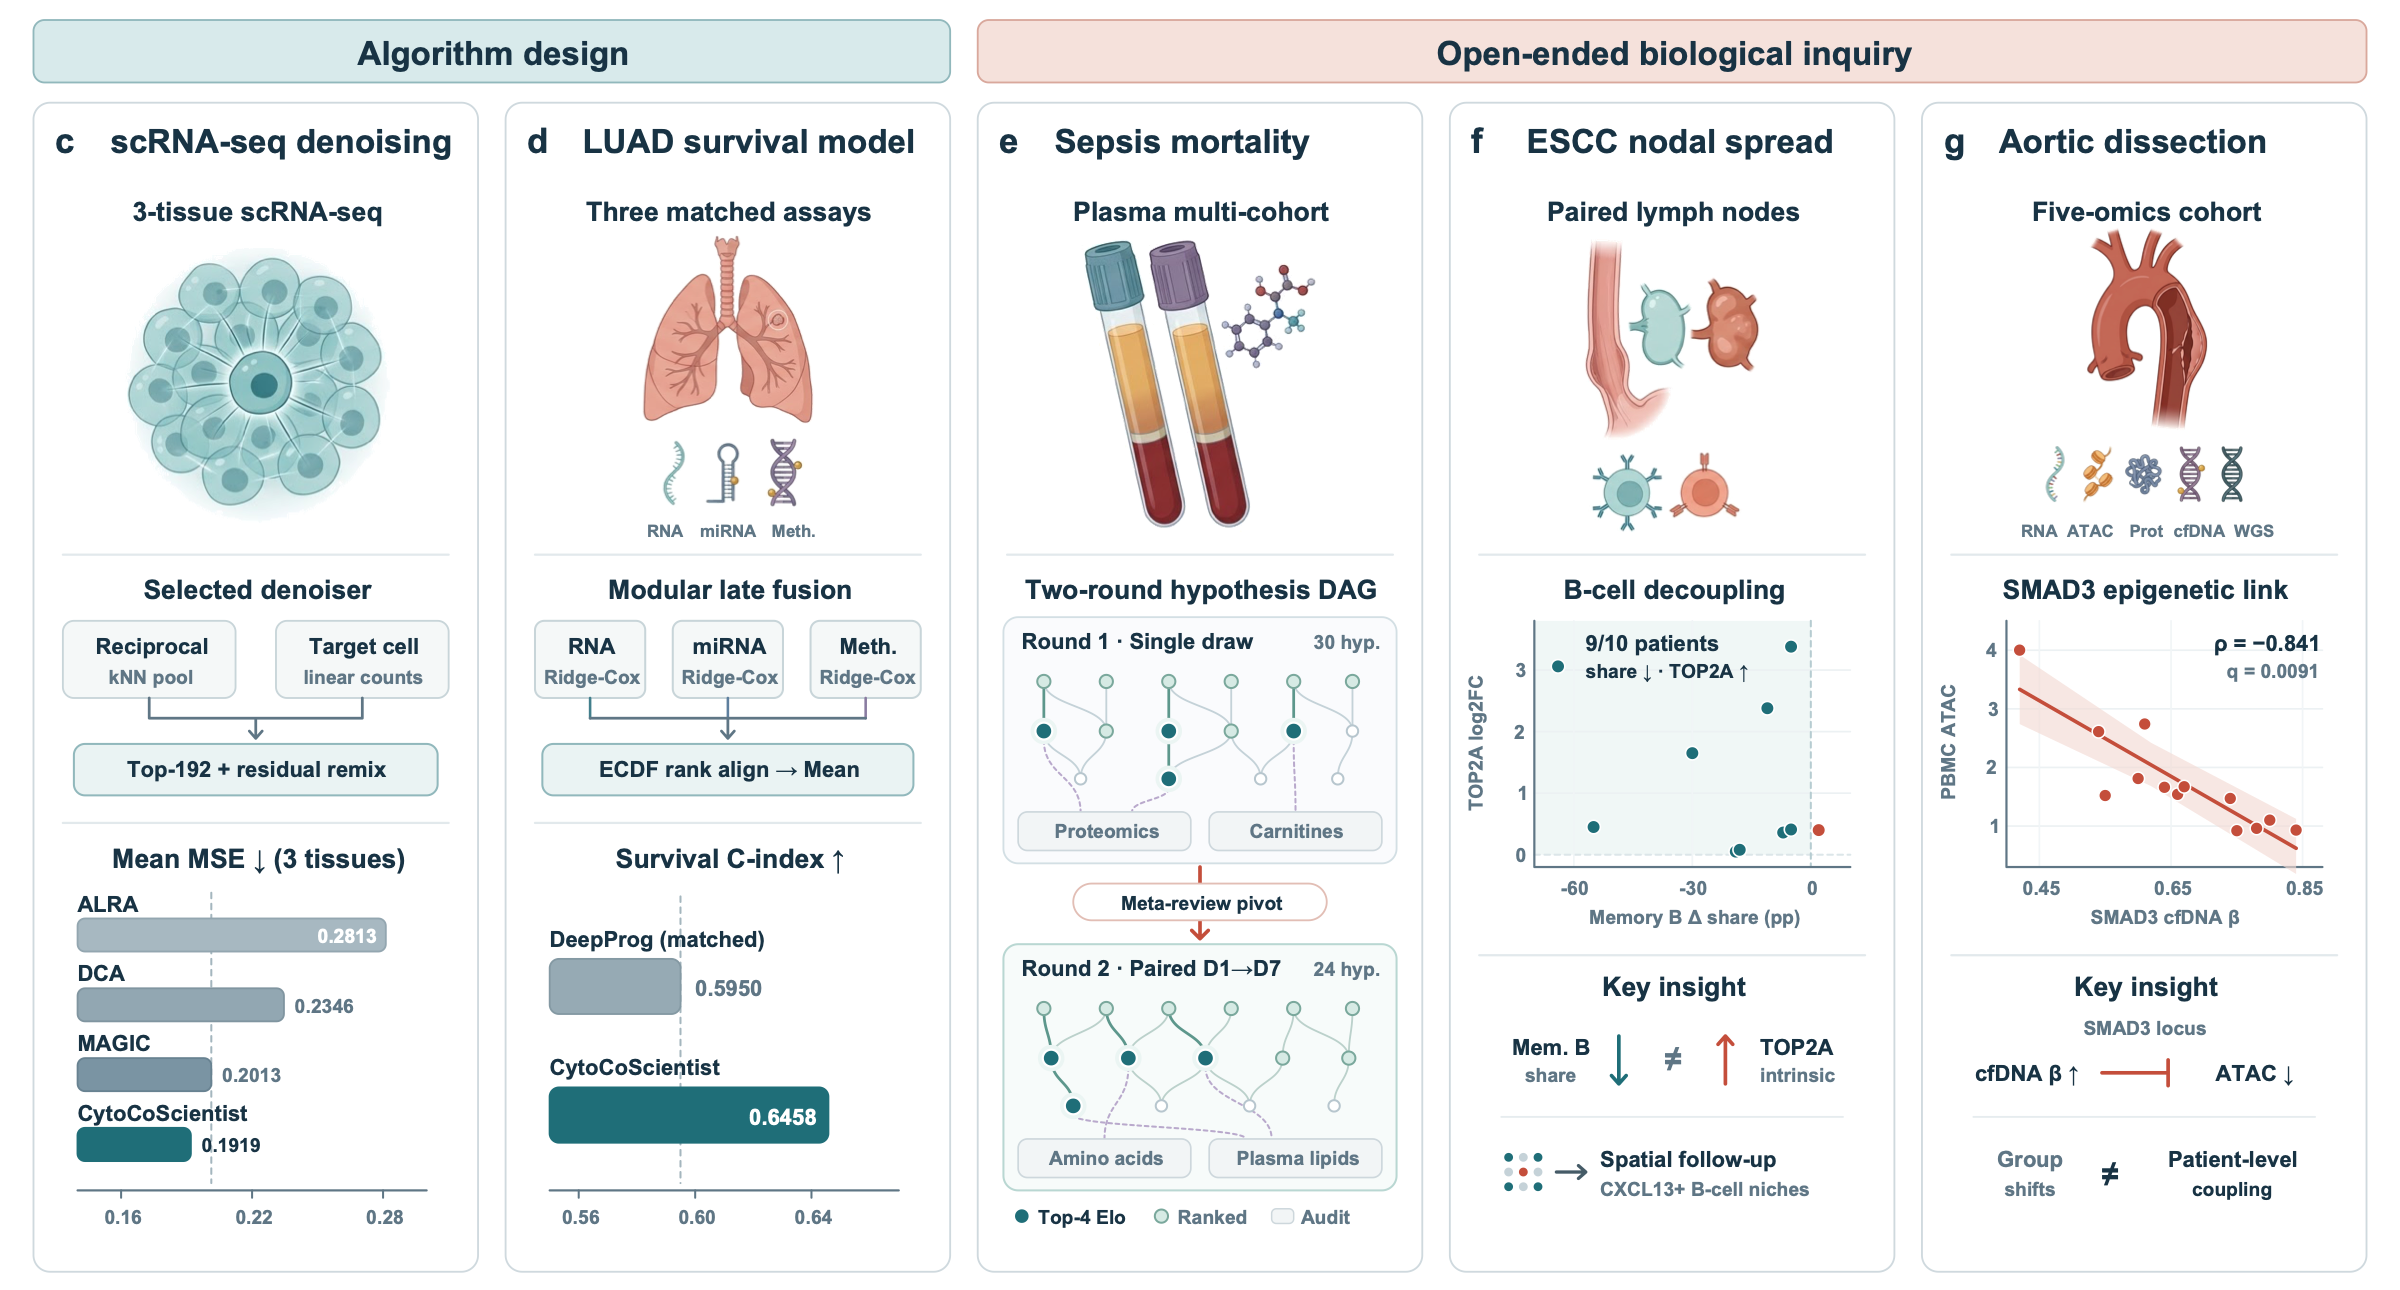 Algorithm design
Open-ended biological inquiry
c scRNA-seq denoising
3-tissue scRNA-seq
Selected denoiser
Reciprocal
kNN pool
Target cell
linear counts
Top-192 + residual remix
Mean MSE ↓ (3 tissues)
ALRA
0.2813
DCA
0.2346
MAGIC
0.2013
CytoCoScientist
0.1919
0.16 0.22 0.28
d LUAD survival model
Three matched assays
RNA miRNA Meth.
Modular late fusion
RNA
Ridge-Cox
miRNA
Ridge-Cox
Meth.
Ridge-Cox
ECDF rank align → Mean
Survival C-index ↑
DeepProg (matched)
0.5950
CytoCoScientist
0.6458
0.56 0.60 0.64
e Sepsis mortality
Plasma multi-cohort
Two-round hypothesis DAG
Round 1 · Single draw 30 hyp.
Proteomics Carnitines
Meta-review pivot
Round 2 · Paired D1→D7 24 hyp.
Amino acids Plasma lipids
Top-4 Elo Ranked Audit
f ESCC nodal spread
Paired lymph nodes
B-cell decoupling
9/10 patients
share ↓ · TOP2A ↑
TOP2A log2FC
3
2
1
0
-60 -30 0
Memory B Δ share (pp)
Key insight
Mem. B
share
≠
TOP2A
intrinsic
Spatial follow-up
CXCL13+ B-cell niches
g Aortic dissection
Five-omics cohort
RNA ATAC Prot cfDNA WGS
SMAD3 epigenetic link
ρ = −0.841
q = 0.0091
PBMC ATAC
4
3
2
1
0.45 0.65 0.85
SMAD3 cfDNA β
Key insight
SMAD3 locus
cfDNA β ↑ ATAC ↓
Group
shifts
≠
Patient-level
coupling